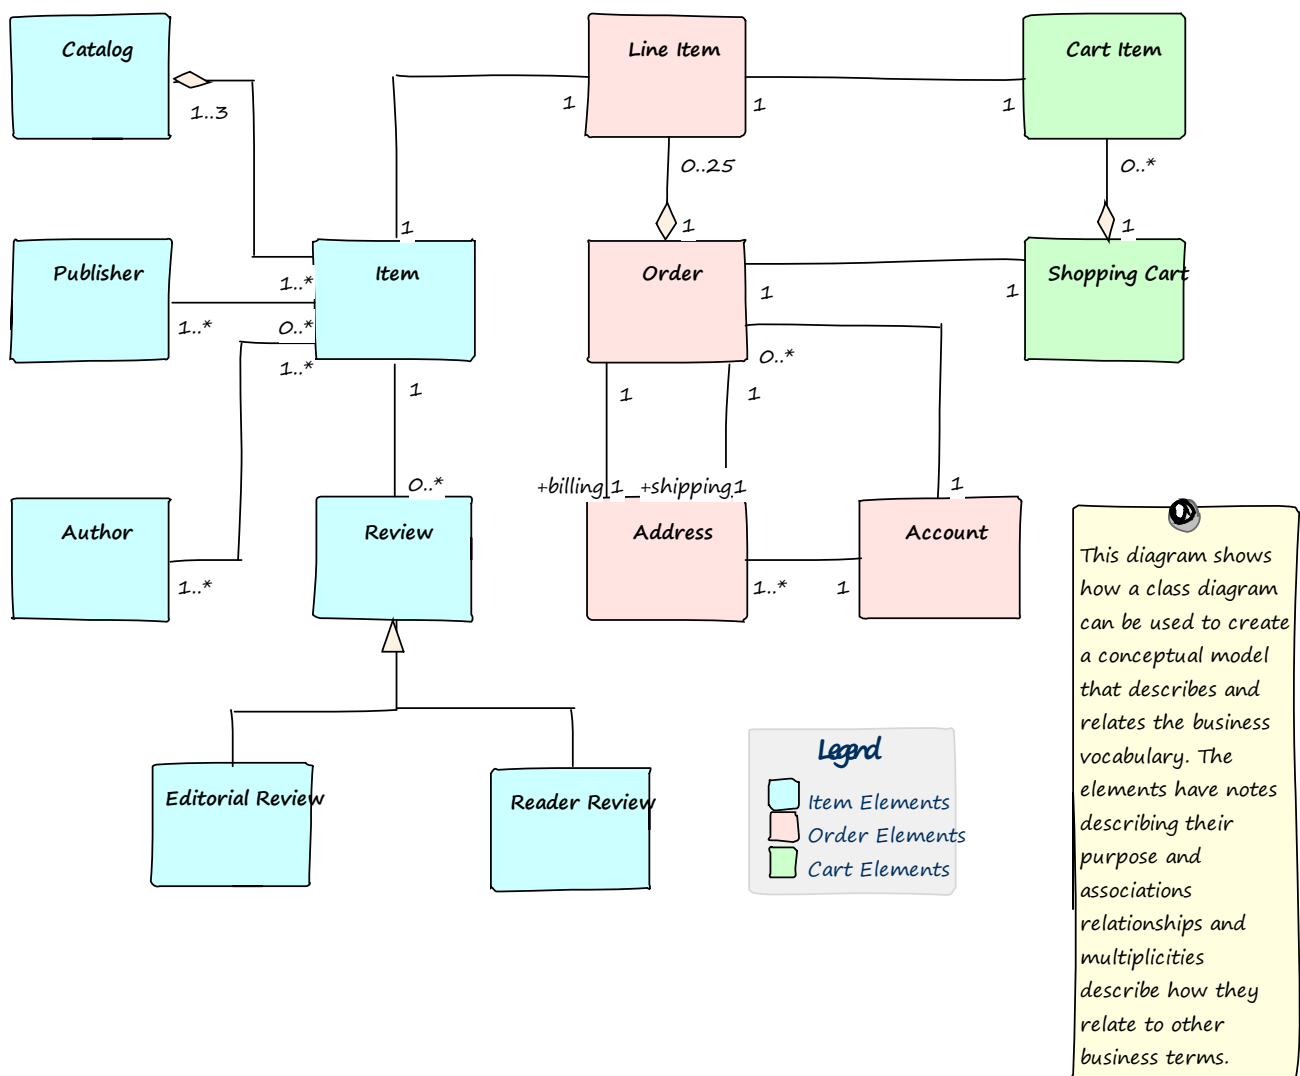 Catalog
Line Item
Cart Item
1..3
1
1
1
0..25
0..*
1
1
1
Publisher
Item
Order
Shopping Cart
1..*
1
1
1..*
0..*
0..*
1..*
1
1
1
0..*
+billing 1
+shipping 1
1
Author
Review
Address
Account
1..*
1..*
1
Editorial Review
Reader Review
Legend
Item Elements
Order Elements
Cart Elements
This diagram shows
how a class diagram
can be used to create
a conceptual model
that describes and
relates the business
vocabulary. The
elements have notes
describing their
purpose and
associations
relationships and
multiplicities
describe how they
relate to other
business terms.